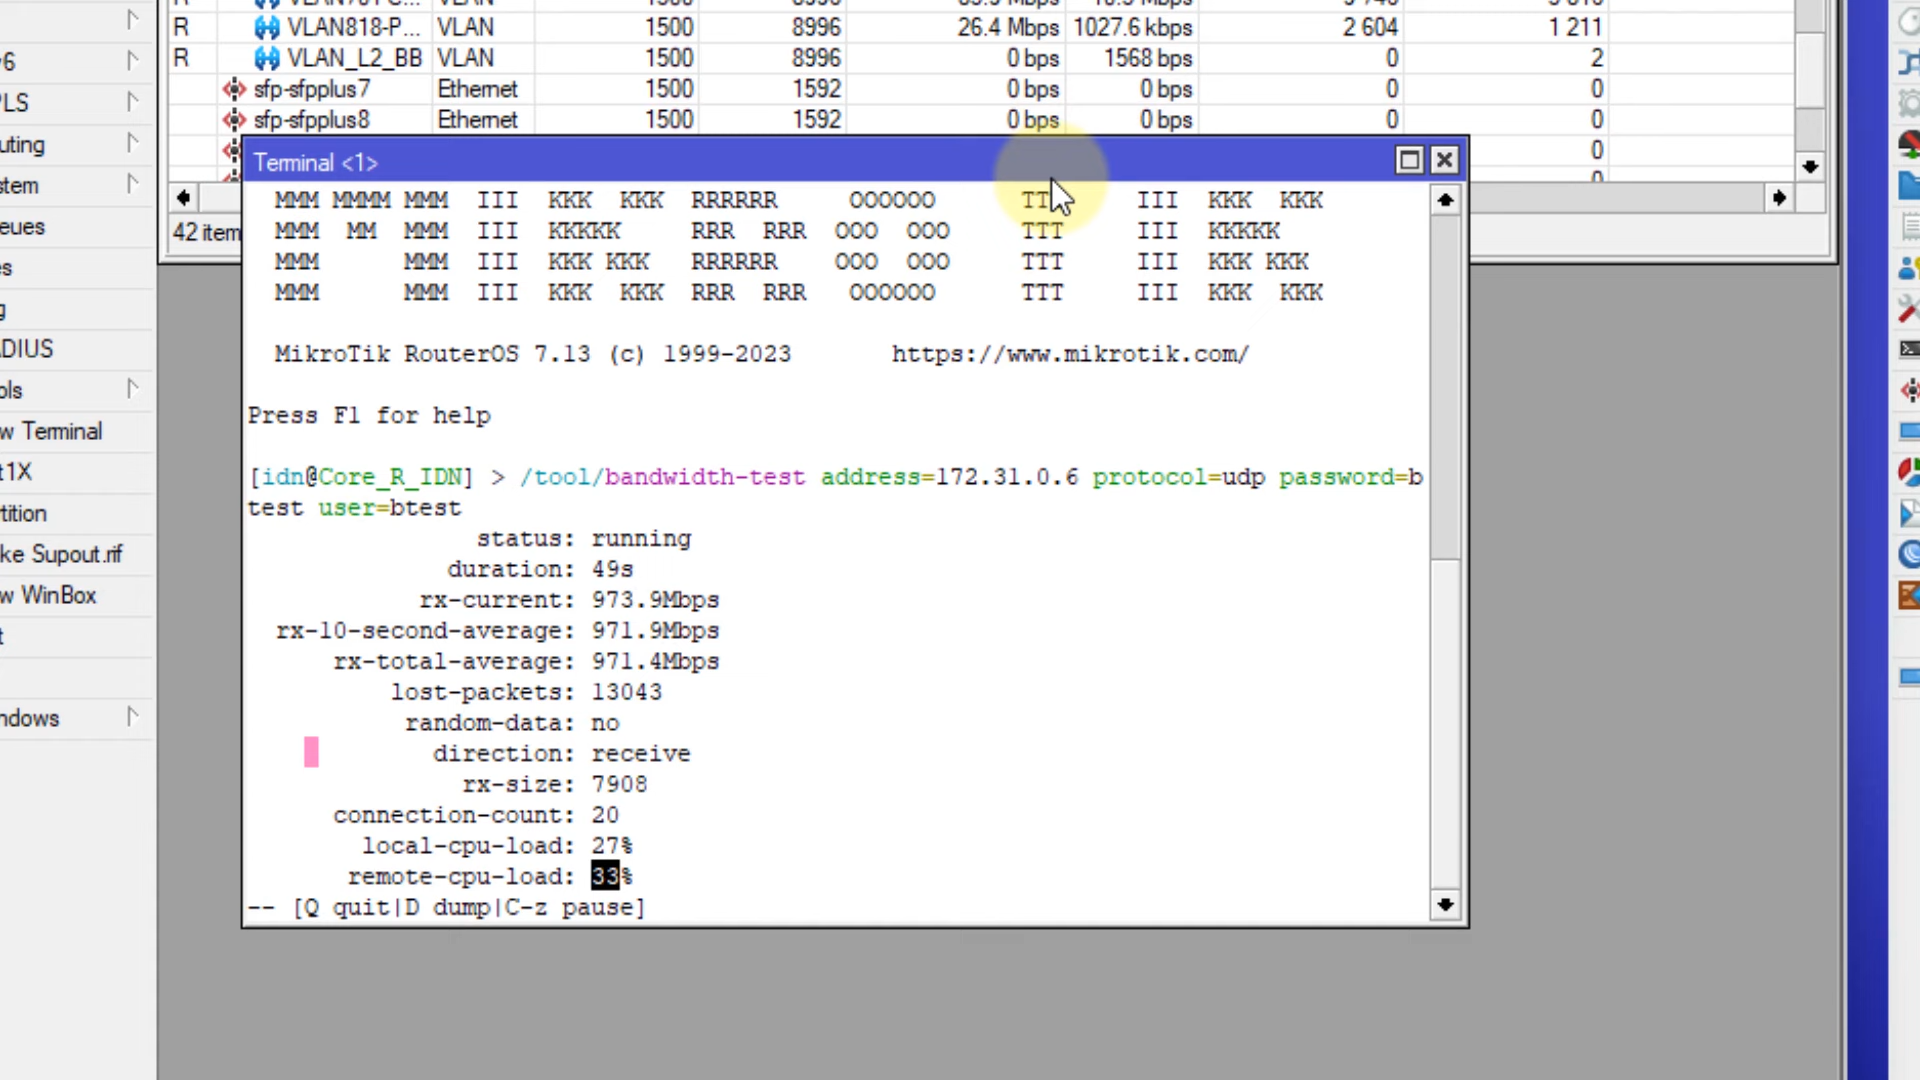 R VLAN818-P... VLAN 1500 8996 26.4 Mbps 1027.6 kbps 2 604 1 211
R VLAN_L2_BB VLAN 1500 8996 0 bps 1568 bps 0 2
sfp-sfpplus7 Ethernet 1500 1592 0 bps 0 bps 0 0
sfp-sfpplus8 Ethernet 1500 1592 0 bps 0 bps 0 0
0
42 item
v6
PLS
uting
stem
eues
es
g
ADIUS
ols
w Terminal
t1X
tition
ke Supout.rif
w WinBox
t
ndows
Terminal <1>
MMM MMMM MMM III KKK KKK RRRRRR OOOOOO TTT III KKK KKK
MMM MM MMM III KKKKK RRR RRR OOO OOO TTT III KKKKK
MMM MMM III KKK KKK RRRRRR OOO OOO TTT III KKK KKK
MMM MMM III KKK KKK RRR RRR OOOOOO TTT III KKK KKK
MikroTik RouterOS 7.13 (c) 1999-2023 https://www.mikrotik.com/
Press F1 for help
[idn@Core_R_IDN] > /tool/bandwidth-test address=172.31.0.6 protocol=udp password=b
test user=btest
status: running
duration: 49s
rx-current: 973.9Mbps
rx-10-second-average: 971.9Mbps
rx-total-average: 971.4Mbps
lost-packets: 13043
random-data: no
direction: receive
rx-size: 7908
connection-count: 20
local-cpu-load: 27%
remote-cpu-load: 33%
-- [Q quit|D dump|C-z pause]